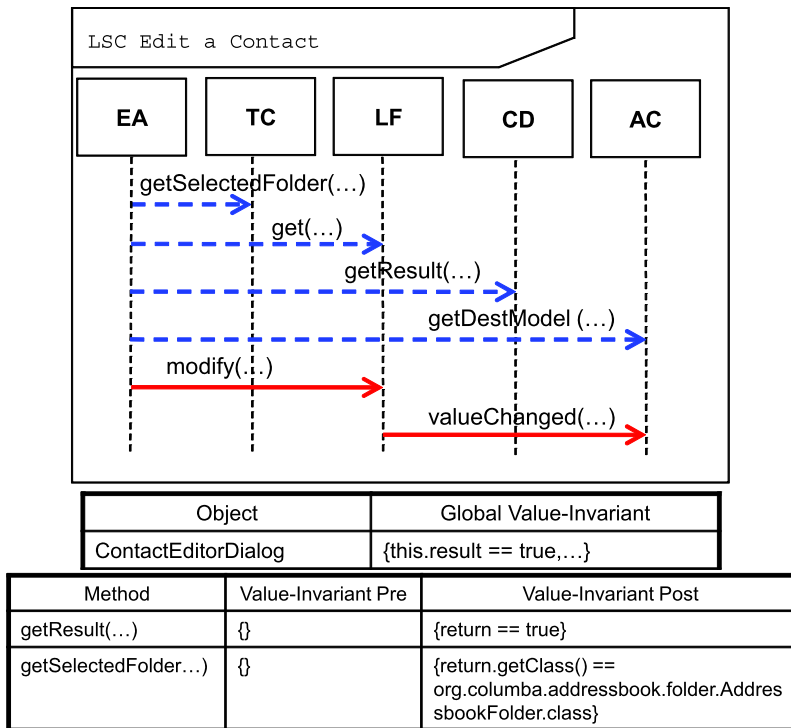 LSC Edit a Contact
EA TC LF CD AC
getSelectedFolder(…)
get(…)
getResult(…)
getDestModel (…)
modify(…)
valueChanged(…)
Object Global Value-Invariant
ContactEditorDialog {this.result == true,…}
Method Value-Invariant Pre Value-Invariant Post
getResult(…) {} {return == true}
getSelectedFolder…) {} {return.getClass() ==
org.columba.addressbook.folder.Addres
sbookFolder.class}